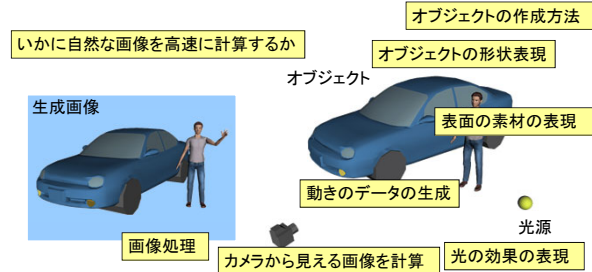 オブジェクトの作成方法
いかに自然な画像を高速に計算するか
オブジェクトの形状表現
オブジェクト
生成画像
表面の素材の表現
動きのデータの生成
光源
画像処理
カメラから見える画像を計算
光の効果の表現